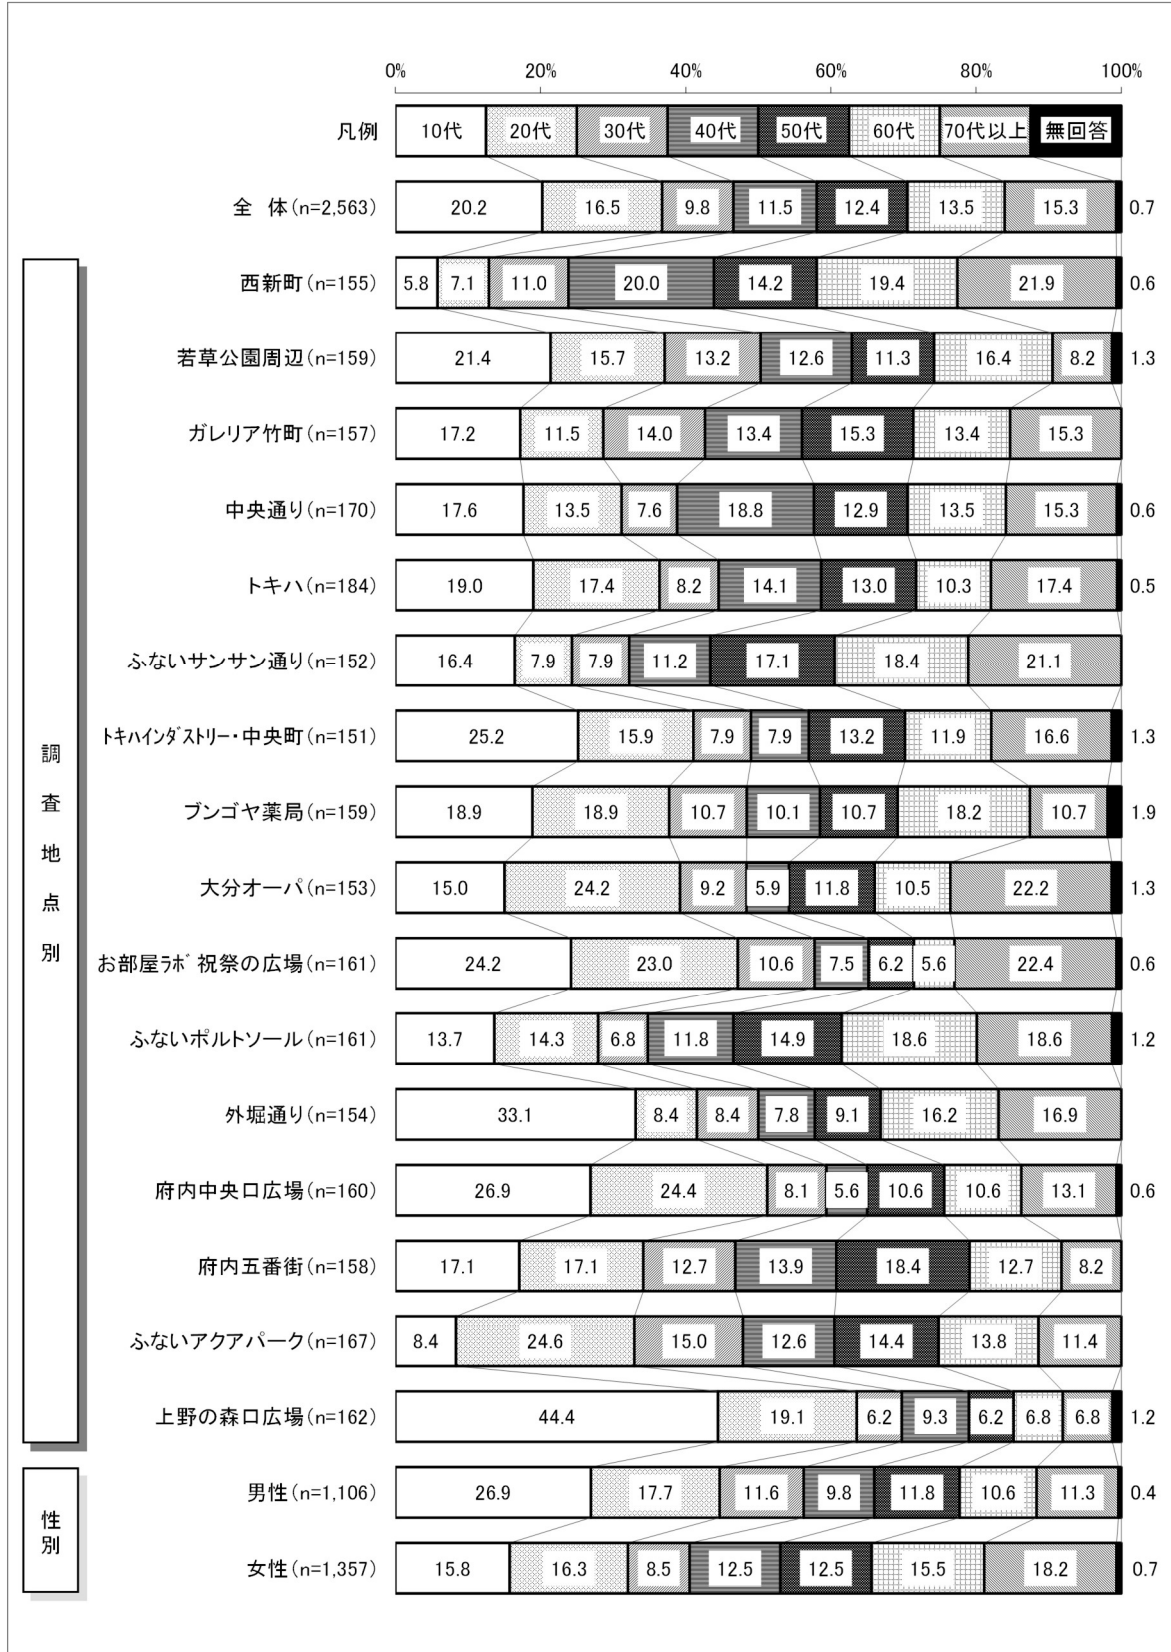 0% 20% 40% 60% 80% 100%
凡例 10代 20代 30代 40代 50代 60代 70代以上 無回答
全 体(n=2,563) 20.2 16.5 9.8 11.5 12.4 13.5 15.3 0.7
調査地点別
西新町(n=155) 5.8 7.1 11.0 20.0 14.2 19.4 21.9 0.6
若草公園周辺(n=159) 21.4 15.7 13.2 12.6 11.3 16.4 8.2 1.3
ガレリア竹町(n=157) 17.2 11.5 14.0 13.4 15.3 13.4 15.3
中央通り(n=170) 17.6 13.5 7.6 18.8 12.9 13.5 15.3 0.6
トキハ(n=184) 19.0 17.4 8.2 14.1 13.0 10.3 17.4 0.5
ふないサンサン通り(n=152) 16.4 7.9 7.9 11.2 17.1 18.4 21.1
ﾄｷﾊｲﾝﾀﾞｽﾄﾘｰ・中央町(n=151) 25.2 15.9 7.9 7.9 13.2 11.9 16.6 1.3
ブンゴヤ薬局(n=159) 18.9 18.9 10.7 10.1 10.7 18.2 10.7 1.9
大分オーパ(n=153) 15.0 24.2 9.2 5.9 11.8 10.5 22.2 1.3
お部屋ﾗﾎﾞ 祝祭の広場(n=161) 24.2 23.0 10.6 7.5 6.2 5.6 22.4 0.6
ふないポルトソール(n=161) 13.7 14.3 6.8 11.8 14.9 18.6 18.6 1.2
外堀通り(n=154) 33.1 8.4 8.4 7.8 9.1 16.2 16.9
府内中央口広場(n=160) 26.9 24.4 8.1 5.6 10.6 10.6 13.1 0.6
府内五番街(n=158) 17.1 17.1 12.7 13.9 18.4 12.7 8.2
ふないアクアパーク(n=167) 8.4 24.6 15.0 12.6 14.4 13.8 11.4
上野の森口広場(n=162) 44.4 19.1 6.2 9.3 6.2 6.8 6.8 1.2
性別
男性(n=1,106) 26.9 17.7 11.6 9.8 11.8 10.6 11.3 0.4
女性(n=1,357) 15.8 16.3 8.5 12.5 12.5 15.5 18.2 0.7